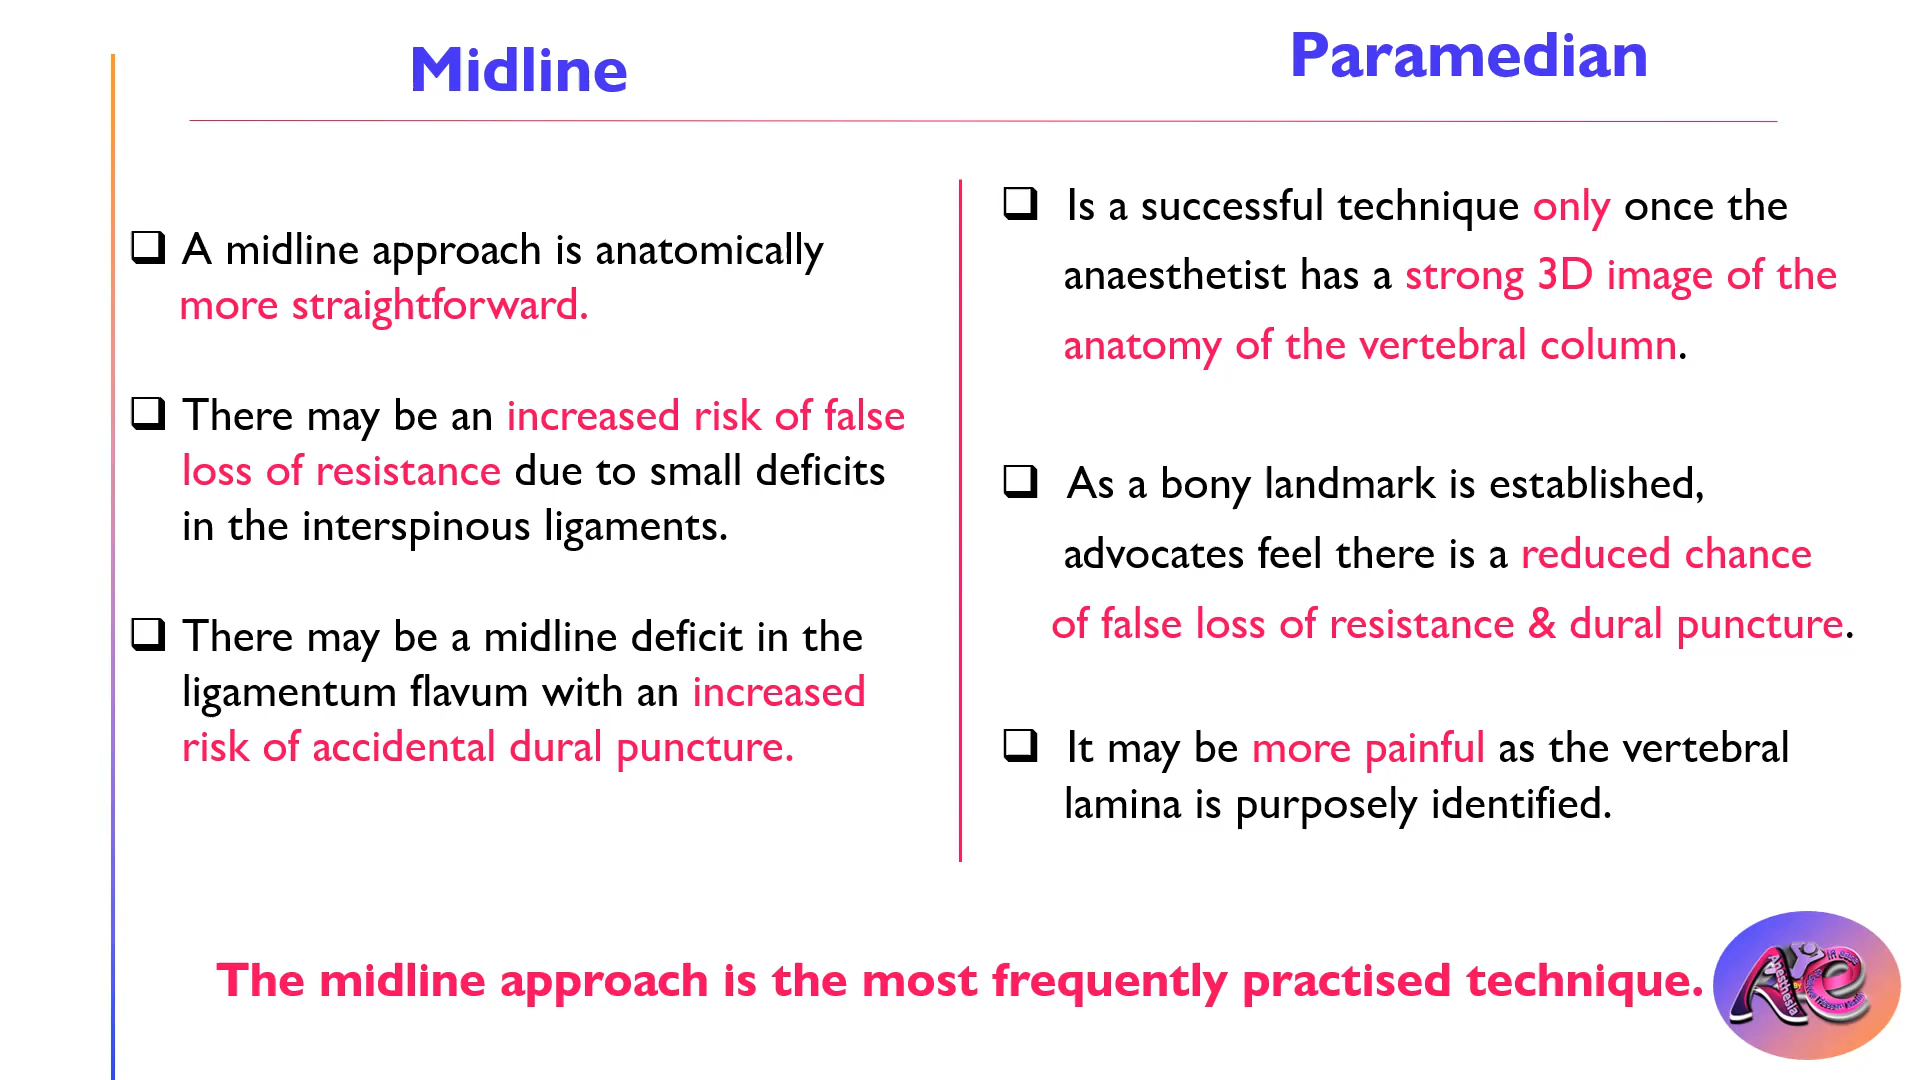 Midline
A midline approach is anatomically
more straightforward.
There may be an increased risk of false
loss of resistance due to small deficits
in the interspinous ligaments.
There may be a midline deficit in the
ligamentum flavum with an increased
risk of accidental dural puncture.
Paramedian
Is a successful technique only once the
anaesthetist has a strong 3D image of the
anatomy of the vertebral column.
As a bony landmark is established,
advocates feel there is a reduced chance
of false loss of resistance & dural puncture.
It may be more painful as the vertebral
lamina is purposely identified.
The midline approach is the most frequently practised technique.
Anesthesia